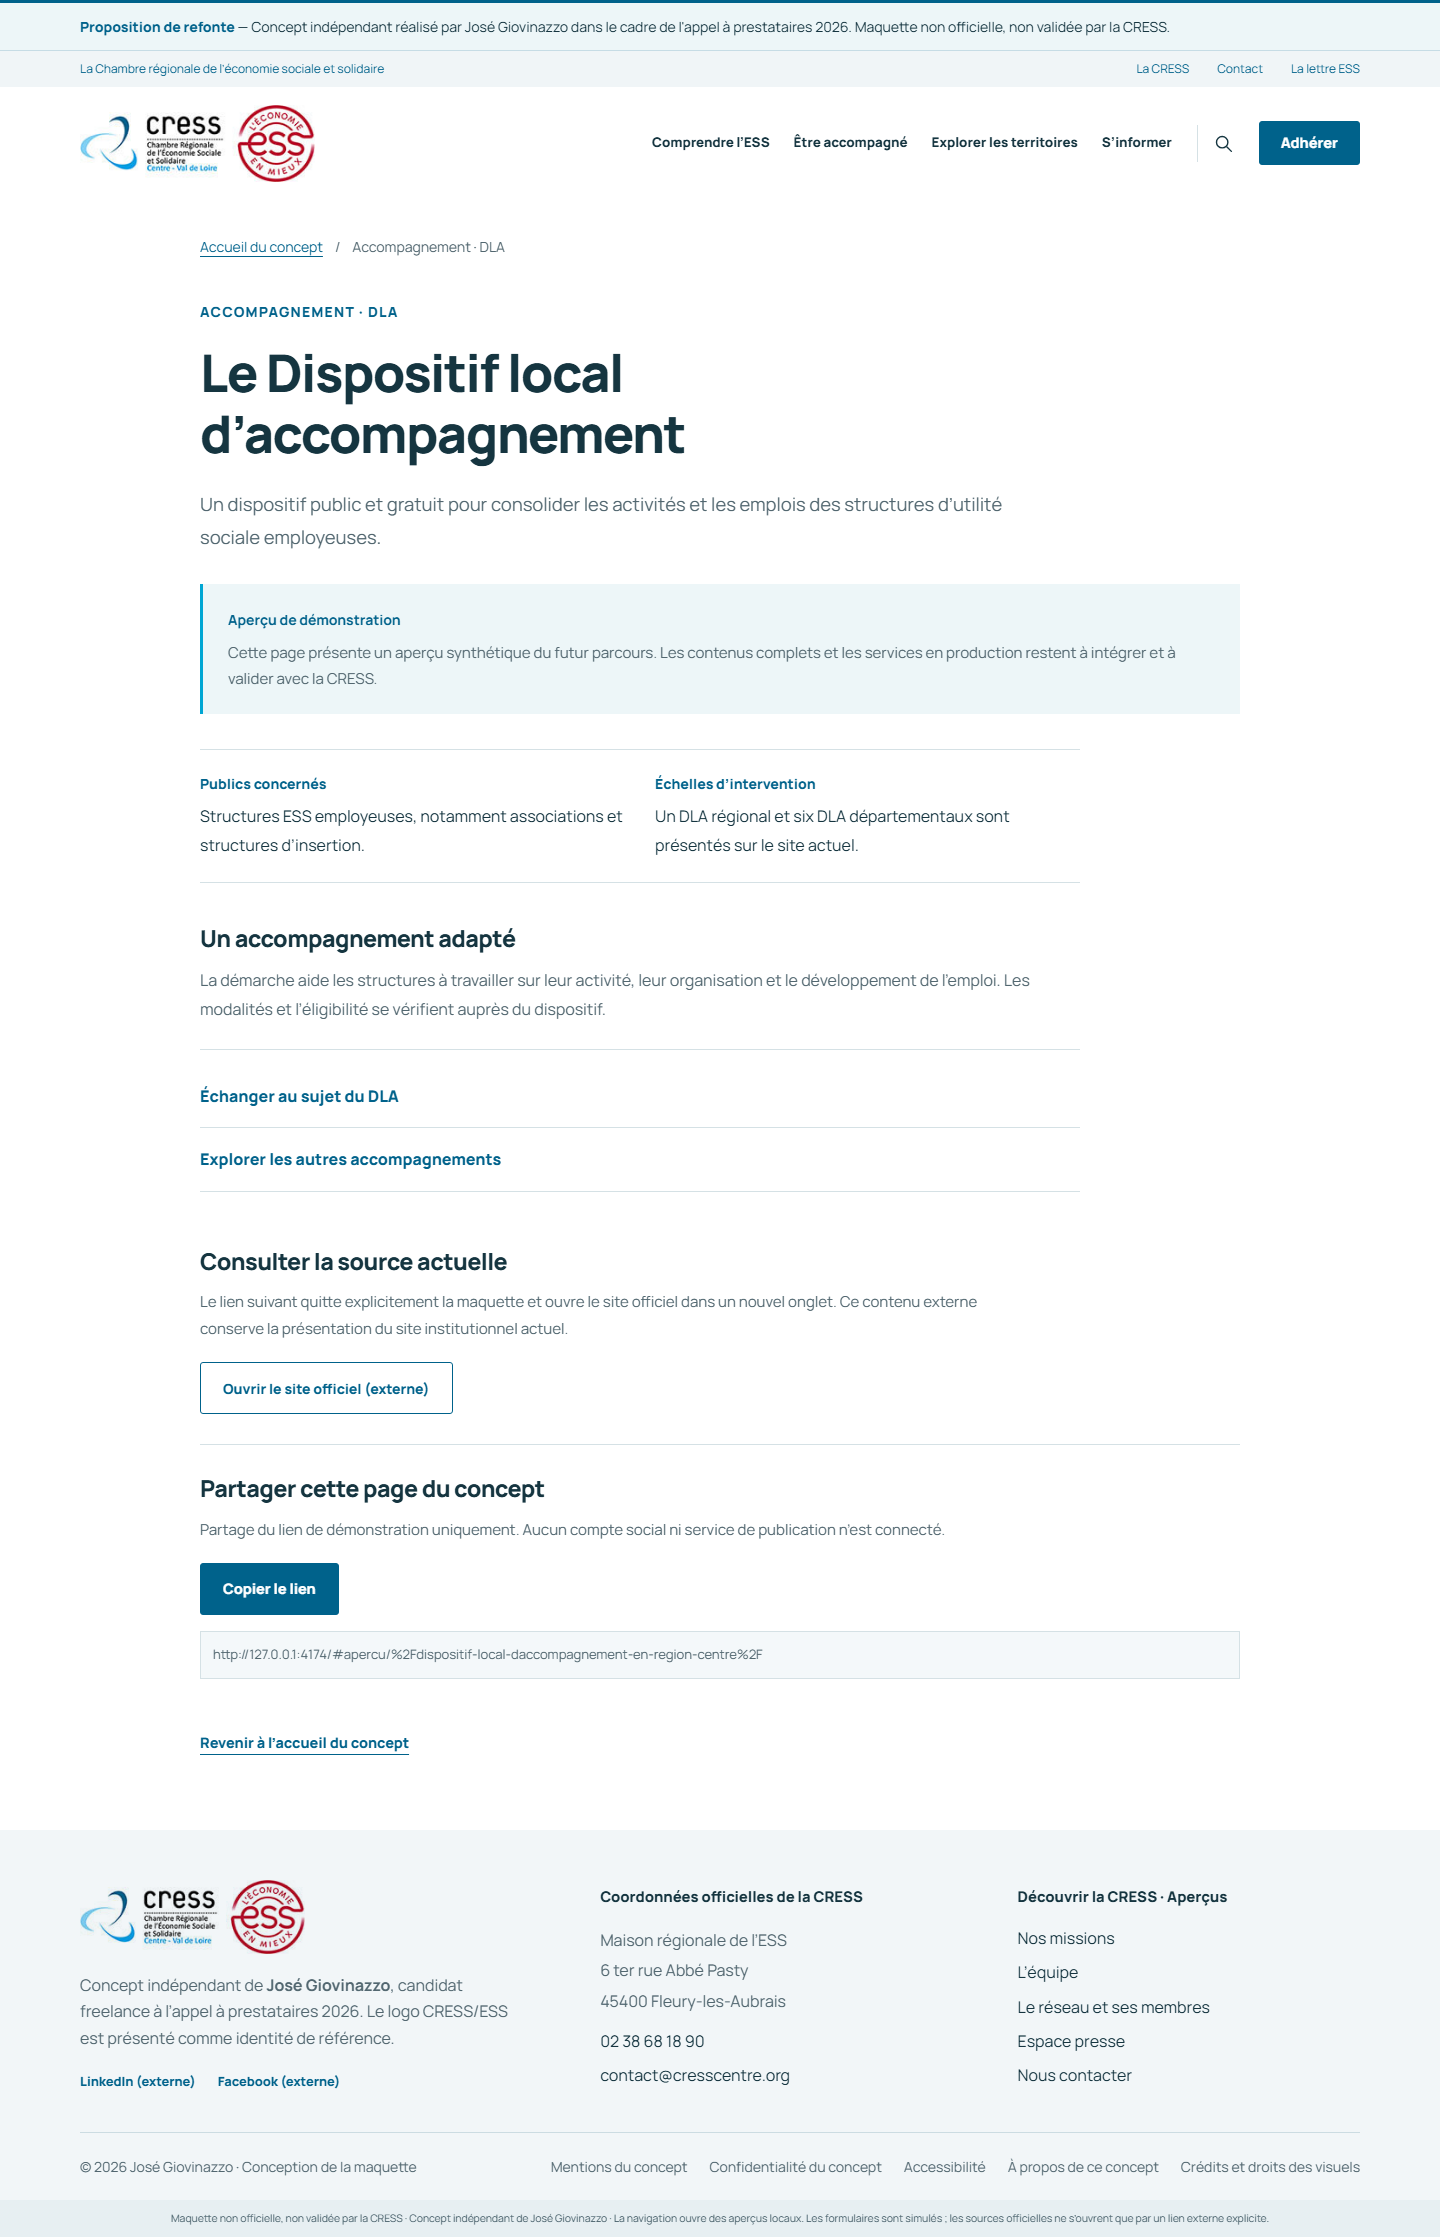 Proposition de refonte — Concept indépendant réalisé par José Giovinazzo dans le cadre de l'appel à prestataires 2026. Maquette non officielle, non validée par la CRESS.
La Chambre régionale de l'économie sociale et solidaire
La CRESS
Contact
La lettre ESS
cress
Chambre Régionale
de l'Économie Sociale
et Solidaire
Centre - Val de Loire
L'ÉCONOMIE
ess
EN MIEUX
Comprendre l’ESS
Être accompagné
Explorer les territoires
S’informer
Adhérer
Accueil du concept / Accompagnement · DLA
ACCOMPAGNEMENT · DLA
Le Dispositif local
d’accompagnement
Un dispositif public et gratuit pour consolider les activités et les emplois des structures d’utilité
sociale employeuses.
Aperçu de démonstration
Cette page présente un aperçu synthétique du futur parcours. Les contenus complets et les services en production restent à intégrer et à
valider avec la CRESS.
Publics concernés
Structures ESS employeuses, notamment associations et
structures d’insertion.
Échelles d’intervention
Un DLA régional et six DLA départementaux sont
présentés sur le site actuel.
Un accompagnement adapté
La démarche aide les structures à travailler sur leur activité, leur organisation et le développement de l’emploi. Les
modalités et l’éligibilité se vérifient auprès du dispositif.
Échanger au sujet du DLA
Explorer les autres accompagnements
Consulter la source actuelle
Le lien suivant quitte explicitement la maquette et ouvre le site officiel dans un nouvel onglet. Ce contenu externe
conserve la présentation du site institutionnel actuel.
Ouvrir le site officiel (externe)
Partager cette page du concept
Partage du lien de démonstration uniquement. Aucun compte social ni service de publication n’est connecté.
Copier le lien
http://127.0.0.1:4174/#apercu/%2Fdispositif-local-daccompagnement-en-region-centre%2F
Revenir à l’accueil du concept
cress
Chambre Régionale
de l'Économie Sociale
et Solidaire
Centre - Val de Loire
L'ÉCONOMIE
ess
EN MIEUX
Concept indépendant de José Giovinazzo, candidat
freelance à l’appel à prestataires 2026. Le logo CRESS/ESS
est présenté comme identité de référence.
LinkedIn (externe)
Facebook (externe)
Coordonnées officielles de la CRESS
Maison régionale de l’ESS
6 ter rue Abbé Pasty
45400 Fleury-les-Aubrais
02 38 68 18 90
contact@cresscentre.org
Découvrir la CRESS · Aperçus
Nos missions
L’équipe
Le réseau et ses membres
Espace presse
Nous contacter
© 2026 José Giovinazzo · Conception de la maquette
Mentions du concept
Confidentialité du concept
Accessibilité
À propos de ce concept
Crédits et droits des visuels
Maquette non officielle, non validée par la CRESS · Concept indépendant de José Giovinazzo · La navigation ouvre des aperçus locaux. Les formulaires sont simulés ; les sources officielles ne s’ouvrent que par un lien externe explicite.